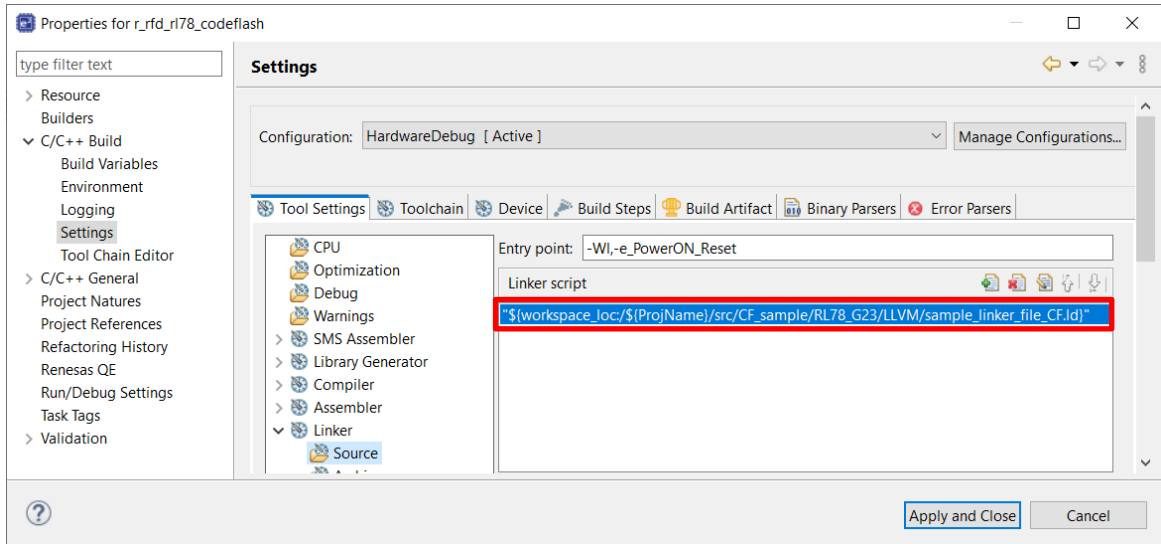 Properties for r_rfd_rl78_codeflash
type filter text
Settings
Resource
Builders
C/C++ Build
Build Variables
Environment
Logging
Settings
Tool Chain Editor
C/C++ General
Project Natures
Project References
Refactoring History
Renesas QE
Run/Debug Settings
Task Tags
Validation
Configuration: HardwareDebug [ Active ] Manage Configurations...
Tool Settings Toolchain Device Build Steps Build Artifact Binary Parsers Error Parsers
CPU
Optimization
Debug
Warnings
SMS Assembler
Library Generator
Compiler
Assembler
Linker
Source
Entry point: -Wl,-e_PowerON_Reset
Linker script
"${workspace_loc:/${ProjName}/src/CF_sample/RL78_G23/LLVM/sample_linker_file_CF.ld}"
Apply and Close Cancel